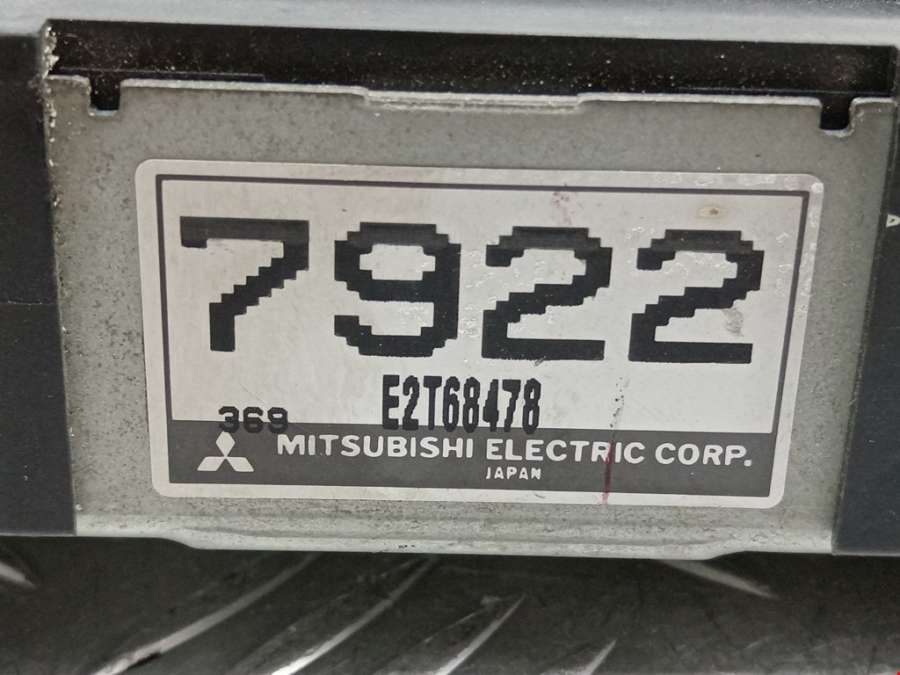 7922
E2T68478
369
MITSUBISHI ELECTRIC CORP.
JAPAN